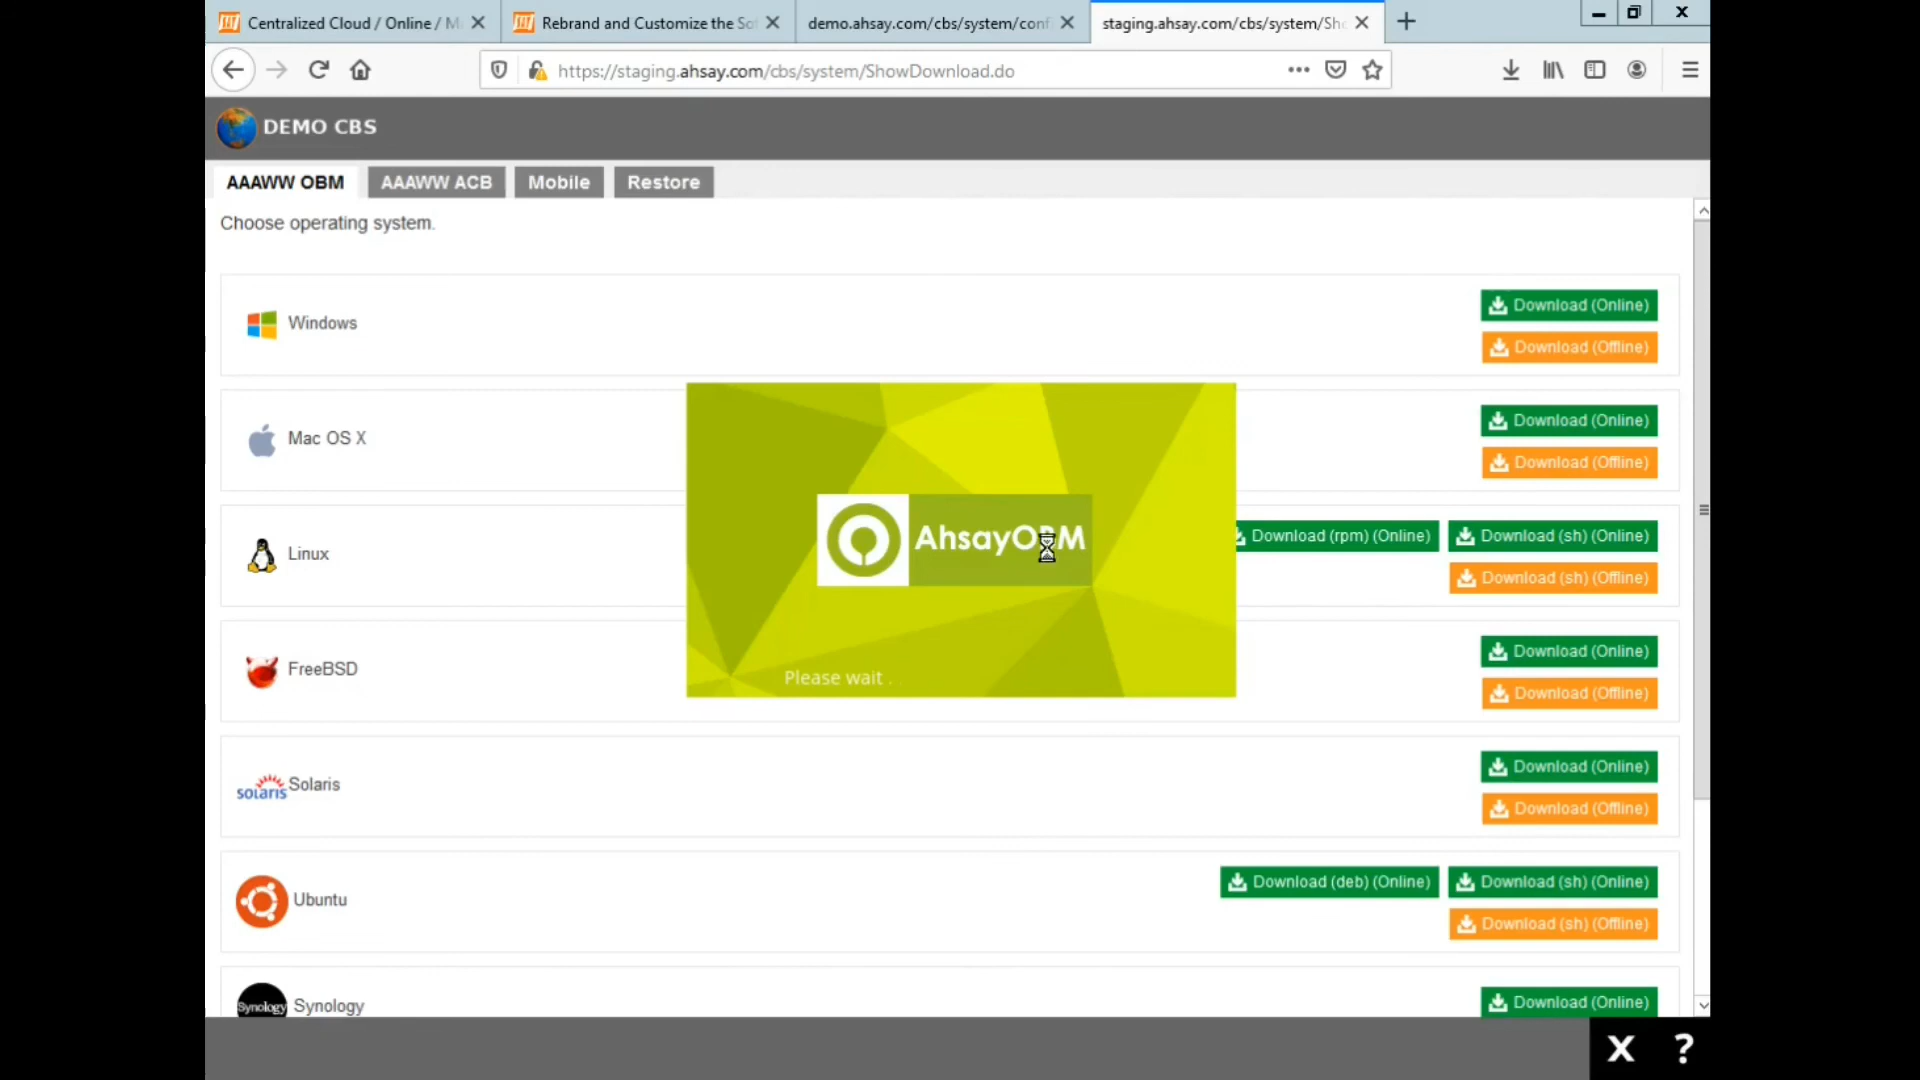 Centralized Cloud / Online / M
Rebrand and Customize the So
demo.ahsay.com/cbs/system/conf
staging.ahsay.com/cbs/system/Sho
https://staging.ahsay.com/cbs/system/ShowDownload.do
DEMO CBS
AAAWW OBM
AAAWW ACB
Mobile
Restore
Choose operating system.
Windows
Download (Online)
Download (Offline)
Mac OS X
Download (Online)
Download (Offline)
Linux
Download (rpm) (Online)
Download (sh) (Online)
Download (sh) (Offline)
AhsayOBM
Please wait .
FreeBSD
Download (Online)
Download (Offline)
solaris
Solaris
Download (Online)
Download (Offline)
Ubuntu
Download (deb) (Online)
Download (sh) (Online)
Download (sh) (Offline)
Synology
Synology
Download (Online)
X ?